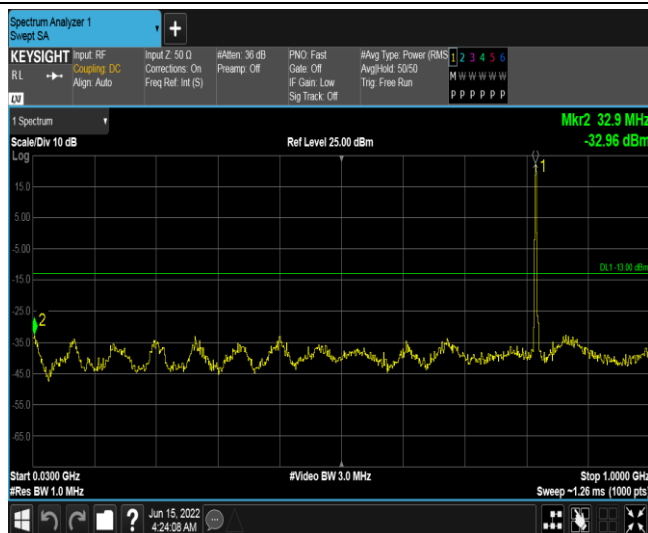 Spectrum Analyzer 1
Swept SA
KEYSIGHT
RL
LXI
Input: RF
Coupling: DC
Align: Auto
Input Z: 50 Ω
Corrections: On
Freq Ref: Int (S)
#Atten: 36 dB
Preamp: Off
PNO: Fast
Gate: Off
IF Gain: Low
Sig Track: Off
#Avg Type: Power (RMS
Avg|Hold: 50/50
Trig: Free Run
1 2 3 4 5 6
M W W W W W
P P P P P P
1 Spectrum
Mkr2 32.9 MHz
Scale/Div 10 dB
Ref Level 25.00 dBm
-32.96 dBm
Log
1
15.0
5.00
-5.00
DL1 -13.00 dBm
-15.0
-25.0
2
-35.0
-45.0
-55.0
-65.0
Start 0.0300 GHz
#Video BW 3.0 MHz
Stop 1.0000 GHz
#Res BW 1.0 MHz
Sweep ~1.26 ms (1000 pts)
?
Jun 15, 2022
4:24:08 AM